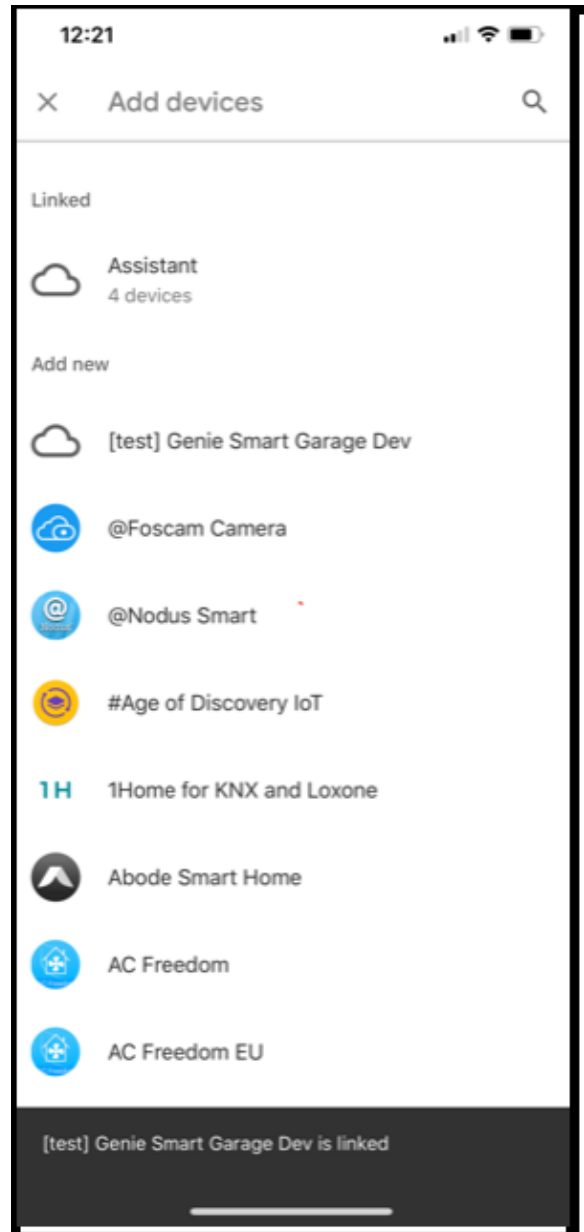 12:21
Add devices
Linked
Assistant
4 devices
Add new
[test] Genie Smart Garage Dev
@Foscam Camera
@
Nodus
@Nodus Smart
#Age of Discovery IoT
1H
1Home for KNX and Loxone
Abode Smart Home
AC Freedom
AC Freedom EU
[test] Genie Smart Garage Dev is linked